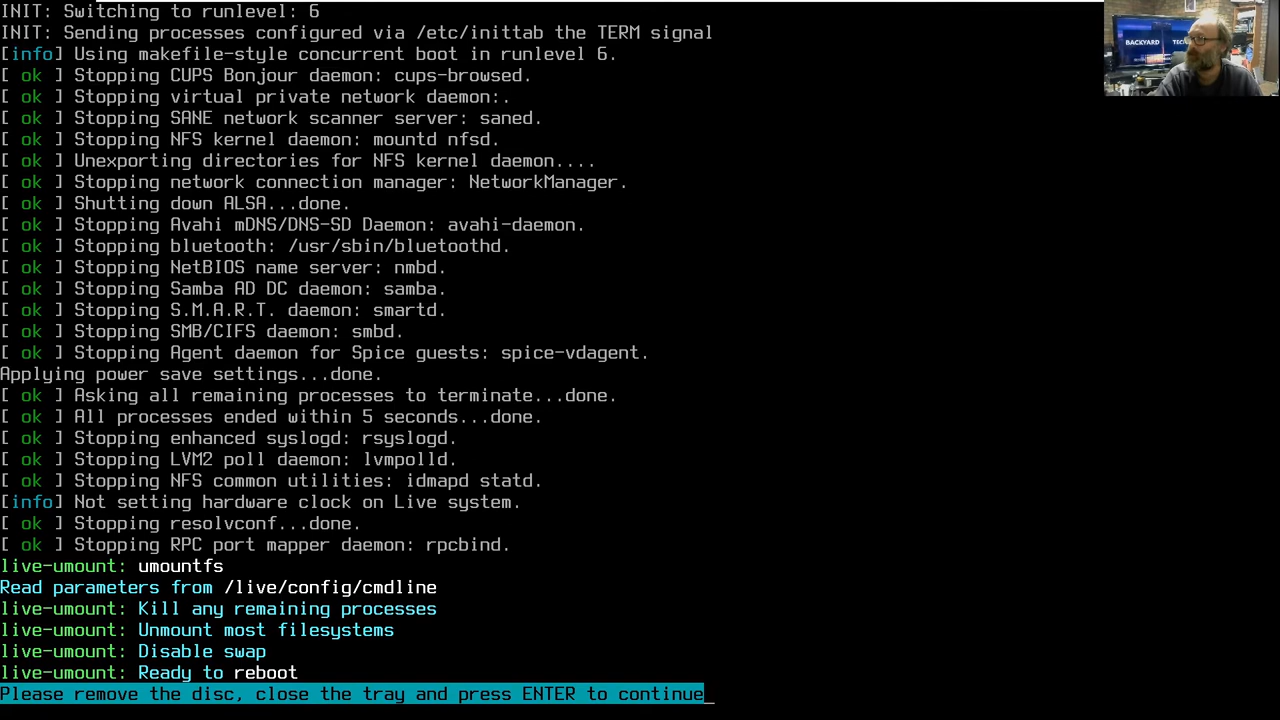 INIT: Switching to runlevel: 6
INIT: Sending processes configured via /etc/inittab the TERM signal
[info] Using makefile-style concurrent boot in runlevel 6.
[ ok ] Stopping CUPS Bonjour daemon: cups-browsed.
[ ok ] Stopping virtual private network daemon:.
[ ok ] Stopping SANE network scanner server: saned.
[ ok ] Stopping NFS kernel daemon: mountd nfsd.
[ ok ] Unexporting directories for NFS kernel daemon....
[ ok ] Stopping network connection manager: NetworkManager.
[ ok ] Shutting down ALSA...done.
[ ok ] Stopping Avahi mDNS/DNS-SD Daemon: avahi-daemon.
[ ok ] Stopping bluetooth: /usr/sbin/bluetoothd.
[ ok ] Stopping NetBIOS name server: nmbd.
[ ok ] Stopping Samba AD DC daemon: samba.
[ ok ] Stopping S.M.A.R.T. daemon: smartd.
[ ok ] Stopping SMB/CIFS daemon: smbd.
[ ok ] Stopping Agent daemon for Spice guests: spice-vdagent.
Applying power save settings...done.
[ ok ] Asking all remaining processes to terminate...done.
[ ok ] All processes ended within 5 seconds...done.
[ ok ] Stopping enhanced syslogd: rsyslogd.
[ ok ] Stopping LVM2 poll daemon: lvmpolld.
[ ok ] Stopping NFS common utilities: idmapd statd.
[info] Not setting hardware clock on Live system.
[ ok ] Stopping resolvconf...done.
[ ok ] Stopping RPC port mapper daemon: rpcbind.
live-umount: umountfs
Read parameters from /live/config/cmdline
live-umount: Kill any remaining processes
live-umount: Unmount most filesystems
live-umount: Disable swap
live-umount: Ready to reboot
Please remove the disc, close the tray and press ENTER to continue_
BACKYARD